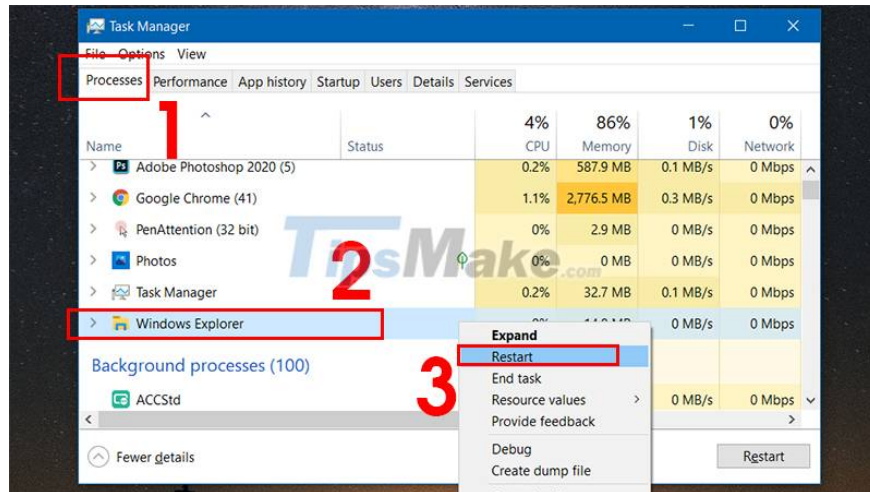 Task Manager
File Options View
Processes Performance App history Startup Users Details Services
1
4% 86% 1% 0%
Name Status CPU Memory Disk Network
Ps Adobe Photoshop 2020 (5) 0.2% 587.9 MB 0.1 MB/s 0 Mbps
Google Chrome (41) 1.1% 2,776.5 MB 0.3 MB/s 0 Mbps
PenAttention (32 bit) 0% 2.9 MB 0 MB/s 0 Mbps
TipsMake.com
2
Photos 0% 0 MB 0 MB/s 0 Mbps
Task Manager 0.2% 32.7 MB 0.1 MB/s 0 Mbps
Windows Explorer 0 MB/s 0 Mbps
Expand
3
Restart
End task
Resource values
Provide feedback
Debug
Create dump file
Background processes (100)
ACCStd 0 MB/s 0 Mbps
Fewer details Restart